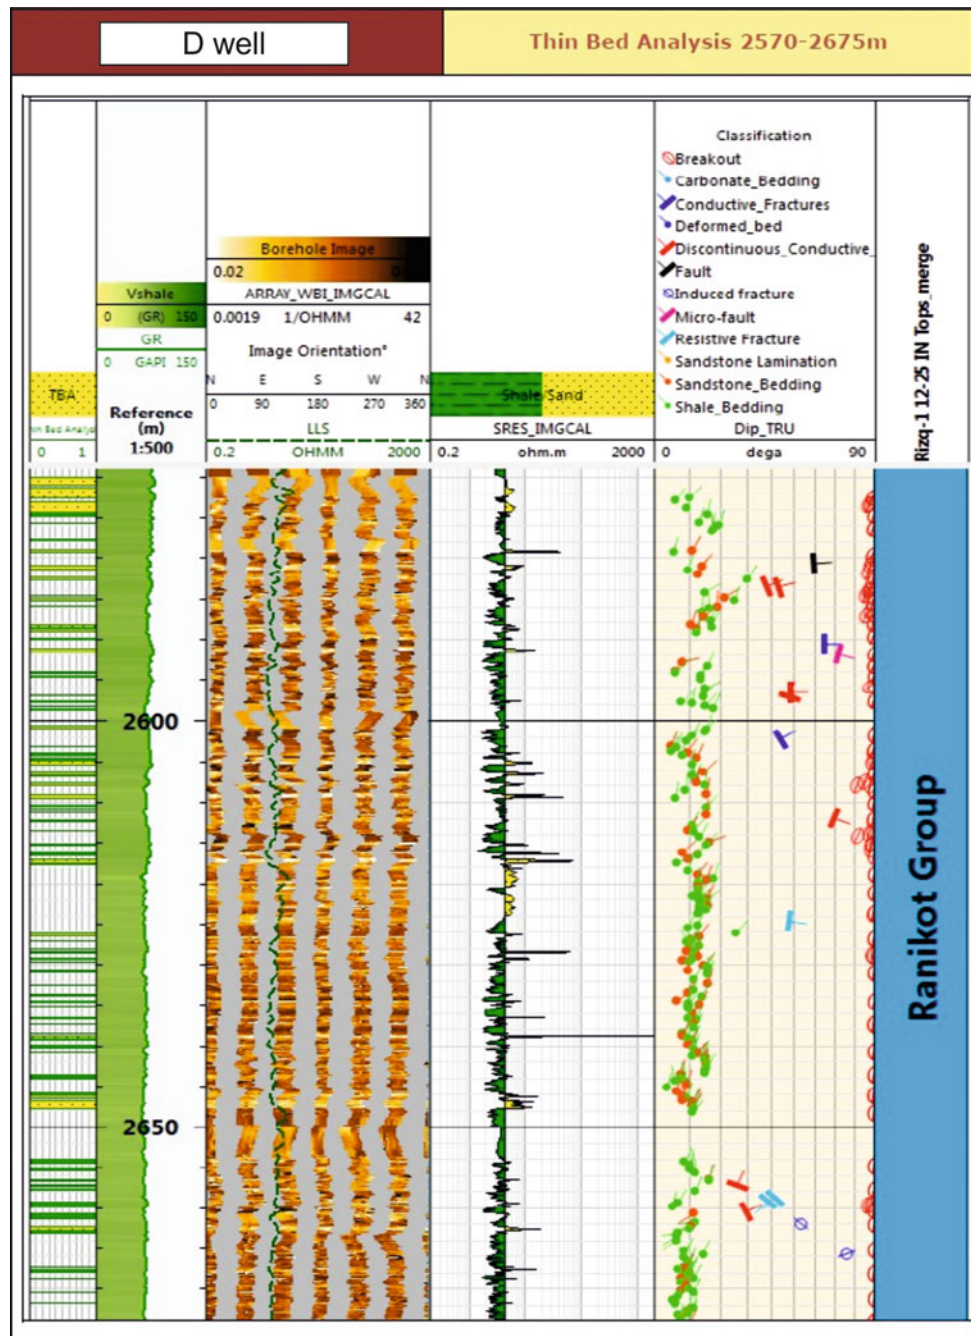 D well
Thin Bed Analysis 2570-2675m
Classification
Breakout
Carbonate_Bedding
Conductive_Fractures
Deformed_bed
Discontinuous_Conductive_
Fault
Induced fracture
Micro-fault
Resistive Fracture
Sandstone Lamination
Sandstone_Bedding
Shale_Bedding
Dip_TRU
0 dega 90
Borehole Image
0.02
ARRAY_WBI_IMGCAL
0.0019 1/OHMM 42
Image Orientation°
N E S W N
0 90 180 270 360
LLS
0.2 OHMM 2000
Vshale
0 (GR) 150
GR
0 GAPI 150
Reference
(m)
1:500
TBA
in Bed Analys
0 1
Shale Sand
SRES_IMGCAL
0.2 ohm.m 2000
Rizq-1 12-25 IN Tops_merge
2600
2650
Ranikot Group